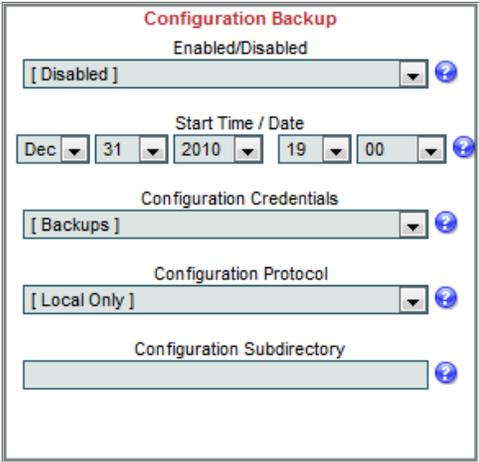 Configuration Backup
Enabled/Disabled
[ Disabled ]
Start Time / Date
Dec 31 2010 19 00
Configuration Credentials
[ Backups ]
Configuration Protocol
[ Local Only ]
Configuration Subdirectory